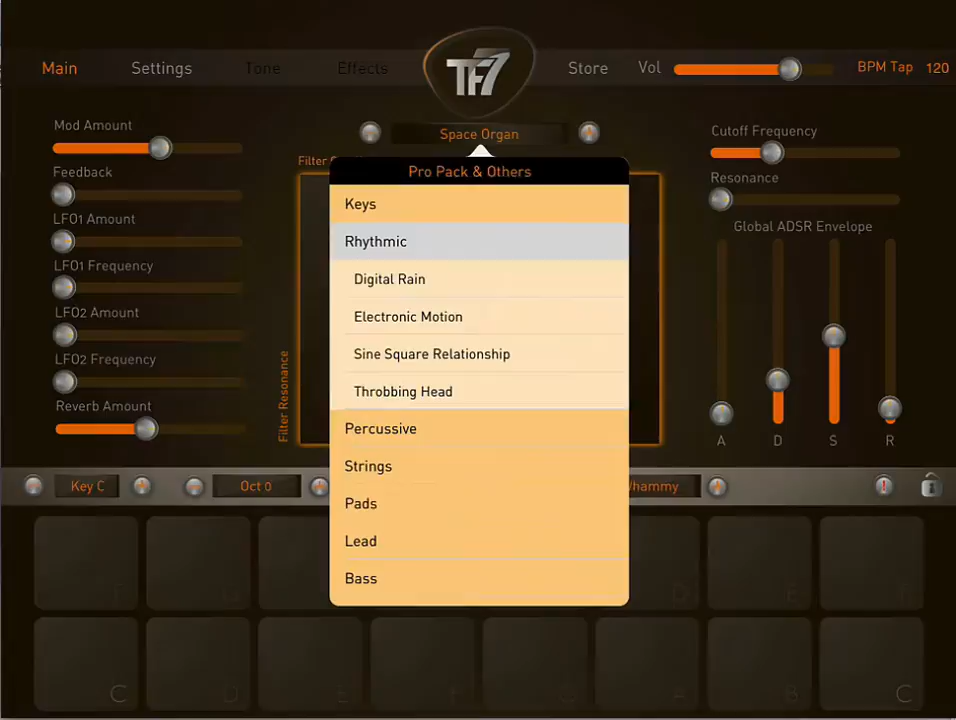 Main
Settings
Tone
Effects
TF7
Store
Vol
BPM Tap 120
Mod Amount
Feedback
LFO1 Amount
LFO1 Frequency
LFO2 Amount
LFO2 Frequency
Reverb Amount
Space Organ
Filter
Pro Pack & Others
Keys
Rhythmic
Digital Rain
Electronic Motion
Sine Square Relationship
Throbbing Head
Percussive
Strings
Pads
Lead
Bass
Filter Resonance
Cutoff Frequency
Resonance
Global ADSR Envelope
A D S R
Key C
Oct 0
!
C D E F G A B C